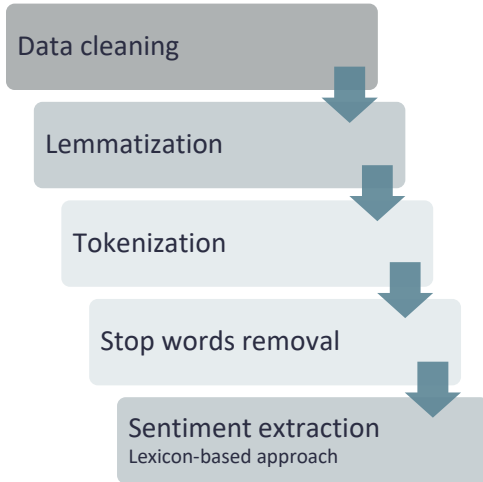 Data cleaning
Lemmatization
Tokenization
Stop words removal
Sentiment extraction
Lexicon-based approach